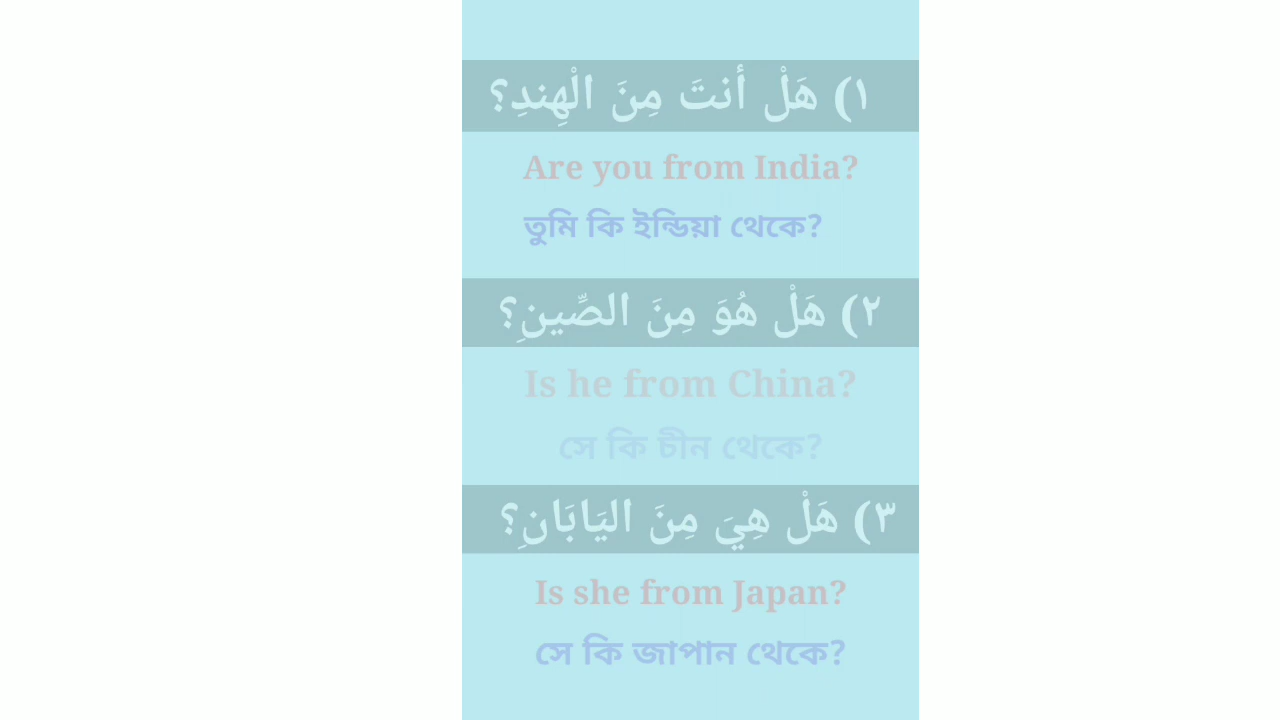 ١) هَلْ أَنتَ مِنَ الْهِندِ؟
Are you from India?
তুমি কি ইন্ডিয়া থেকে?
٢) هَلْ هُوَ مِنَ الصِّينِ؟
Is he from China?
সে কি চীন থেকে?
٣) هَلْ هِيَ مِنَ اليَابَانِ؟
Is she from Japan?
সে কি জাপান থেকে?